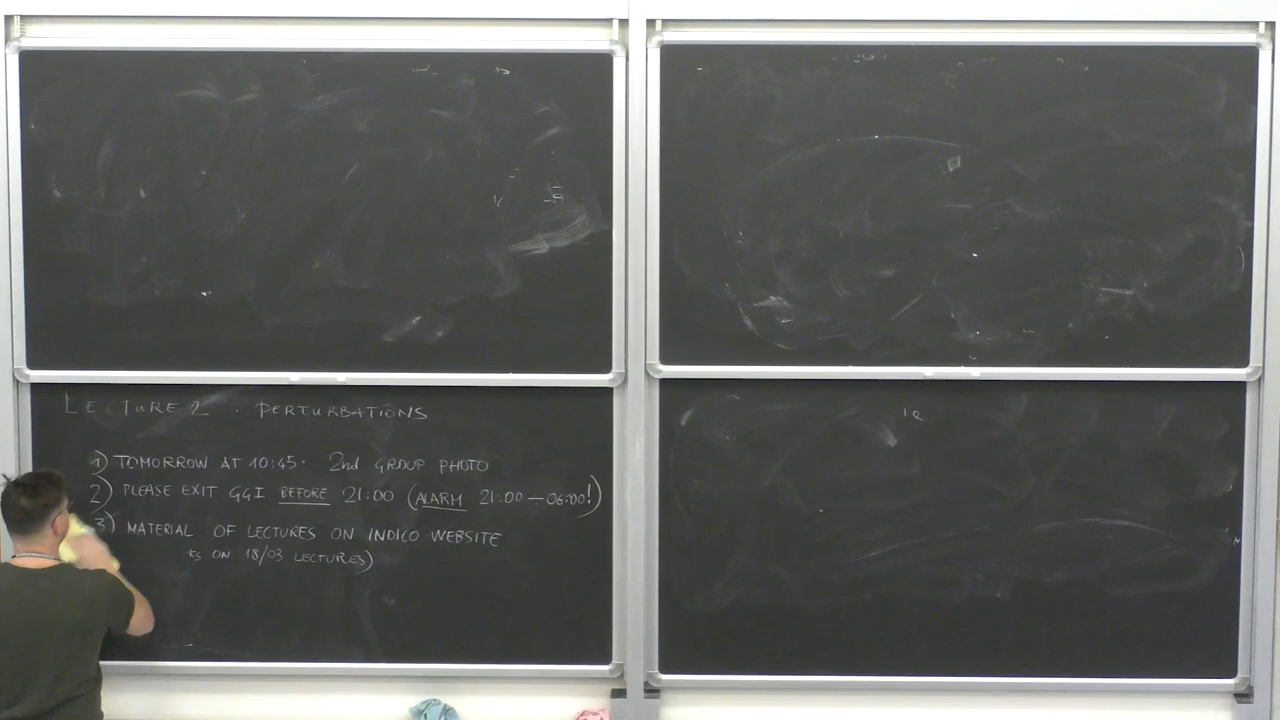 LECTURE 2 . PERTURBATIONS
1) TOMORROW AT 10:45. 2nd GROUP PHOTO
2) PLEASE EXIT GGI BEFORE 21:00 (ALARM 21:00 – 06:00!)
3) MATERIAL OF LECTURES ON INDICO WEBSITE
ts ON 18/03 LECTURES)